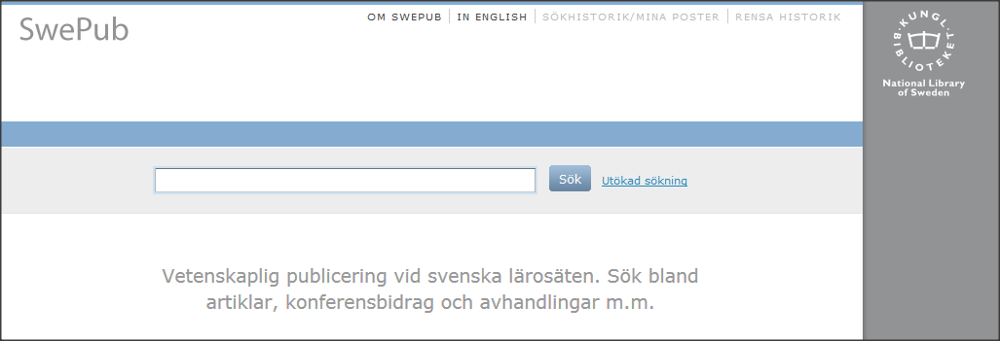 SwePub
OM SWEPUB IN ENGLISH SÖKHISTORIK/MINA POSTER RENSA HISTORIK
KUNGL.
BIBLIOTEKET
National Library
of Sweden
Sök Utökad sökning
Vetenskaplig publicering vid svenska lärosäten. Sök bland
artiklar, konferensbidrag och avhandlingar m.m.